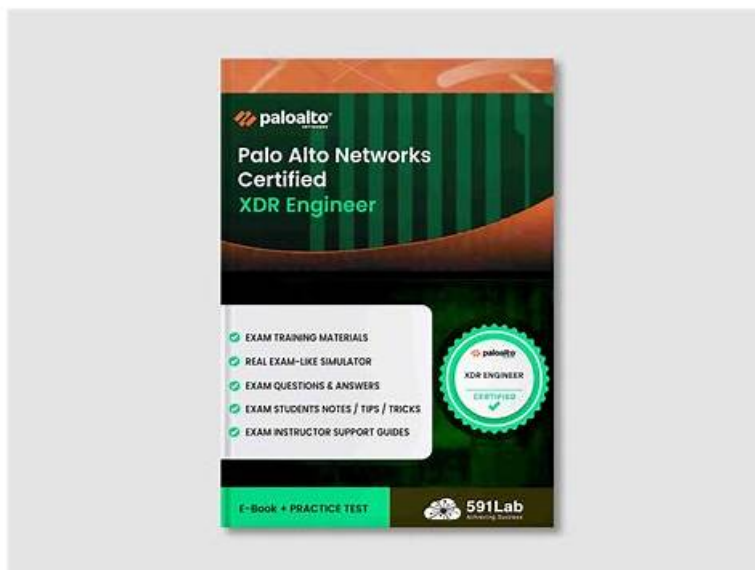 paloalto
NETWORKS
Palo Alto Networks
Certified
XDR Engineer
EXAM TRAINING MATERIALS
REAL EXAM-LIKE SIMULATOR
EXAM QUESTIONS & ANSWERS
EXAM STUDENTS NOTES / TIPS / TRICKS
EXAM INSTRUCTOR SUPPORT GUIDES
paloalto
XDR ENGINEER
CERTIFIED
E-Book + PRACTICE TEST
591Lab
Achieving Success